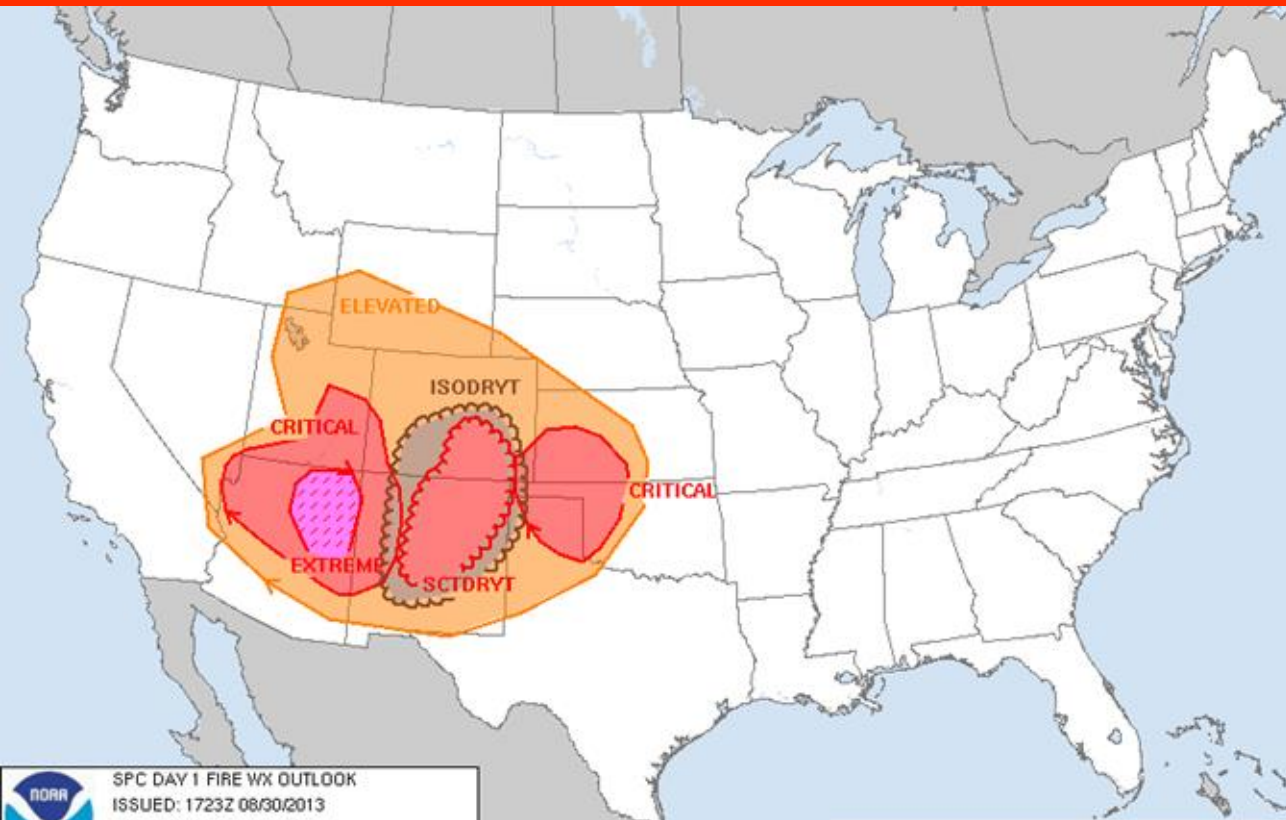 ELEVATED
ISODRYT
CRITICAL
CRITICAL
EXTREME
SCTDRYT
NOAA
SPC DAY 1 FIRE WX OUTLOOK
ISSUED: 1723Z 08/30/2013